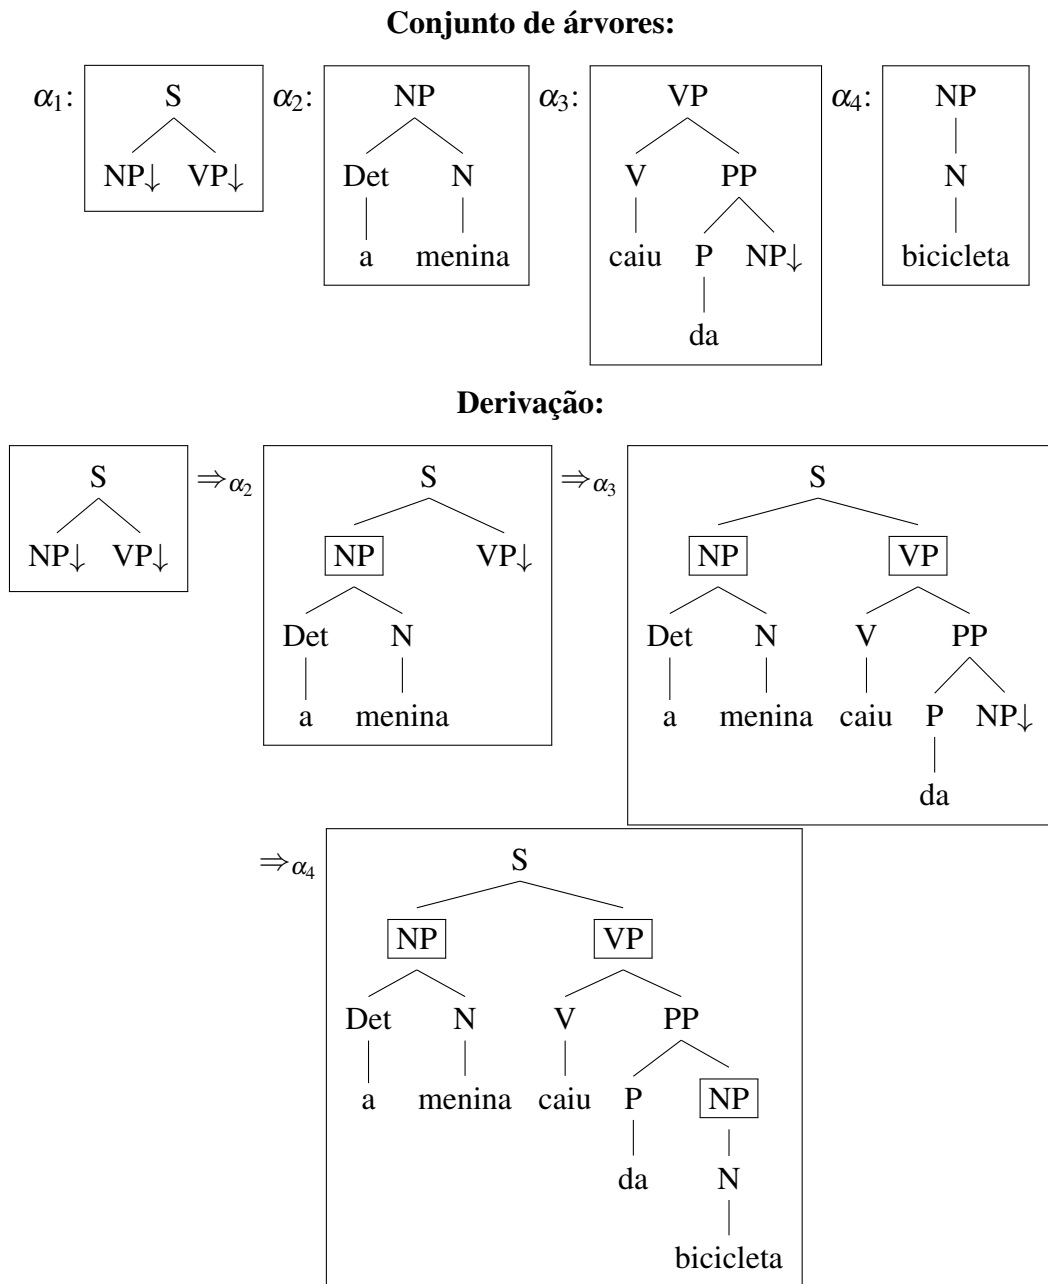 Conjunto de árvores:
α1: S α2: NP α3: VP α4: NP
NP↓ VP↓ Det N V PP N
a menina caiu P NP↓ bicicleta
da
Derivação:
S ⇒α2 S ⇒α3 S
NP↓ VP↓ NP VP↓ NP VP
Det N Det N V PP
a menina a menina caiu P NP↓
da
⇒α4 S
NP VP
Det N V PP
a menina caiu P NP
da N
bicicleta